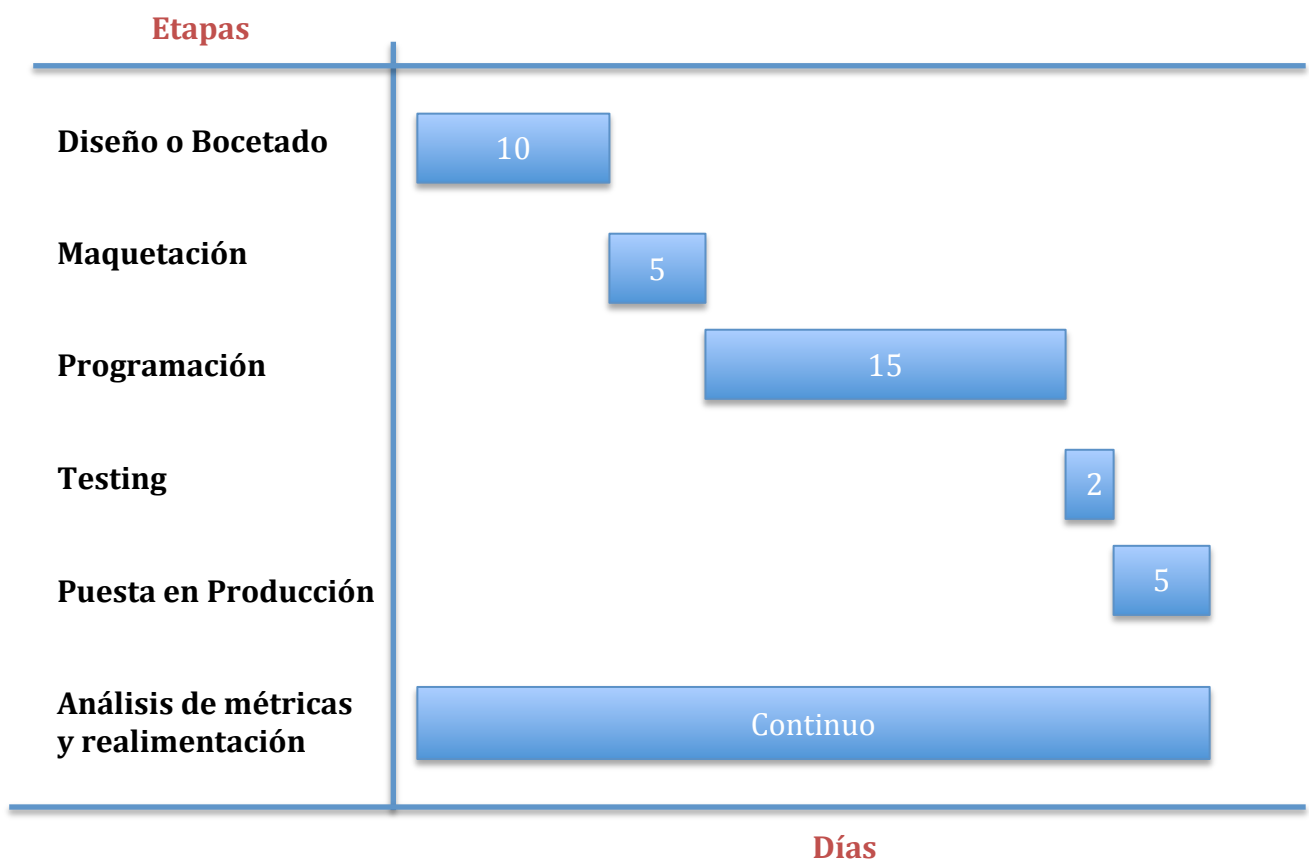 Etapas
Diseño o Bocetado
10
Maquetación
5
Programación
15
Testing
2
Puesta en Producción
5
Análisis de métricas
y realimentación
Continuo
Días